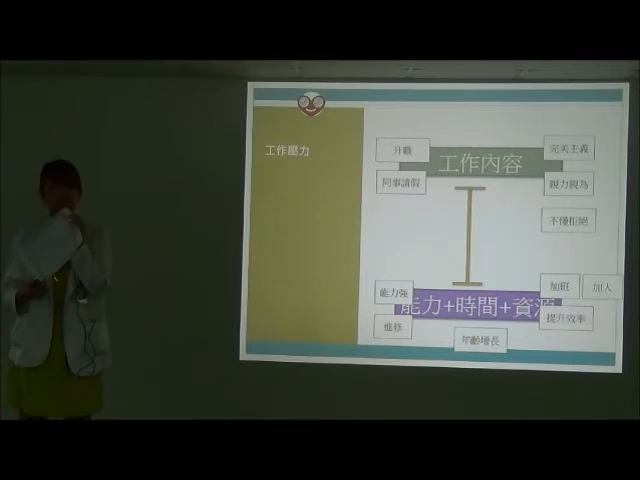 工作壓力
升職
同事請假
工作內容
完美主義
親力親為
不懂拒絕
能力強
進修
能力+時間+資源
加班
加人
提升效率
年齡增長